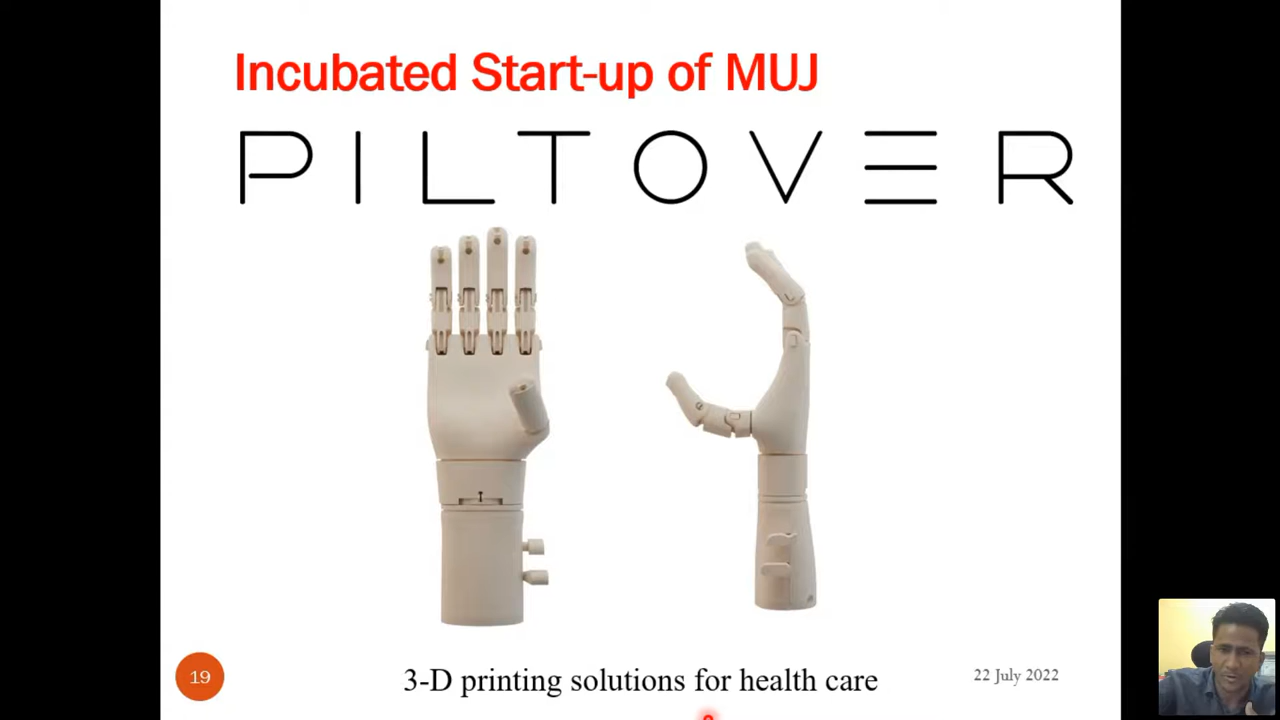 Incubated Start-up of MUJ
PILTOVER
3-D printing solutions for health care
19
22 July 2022